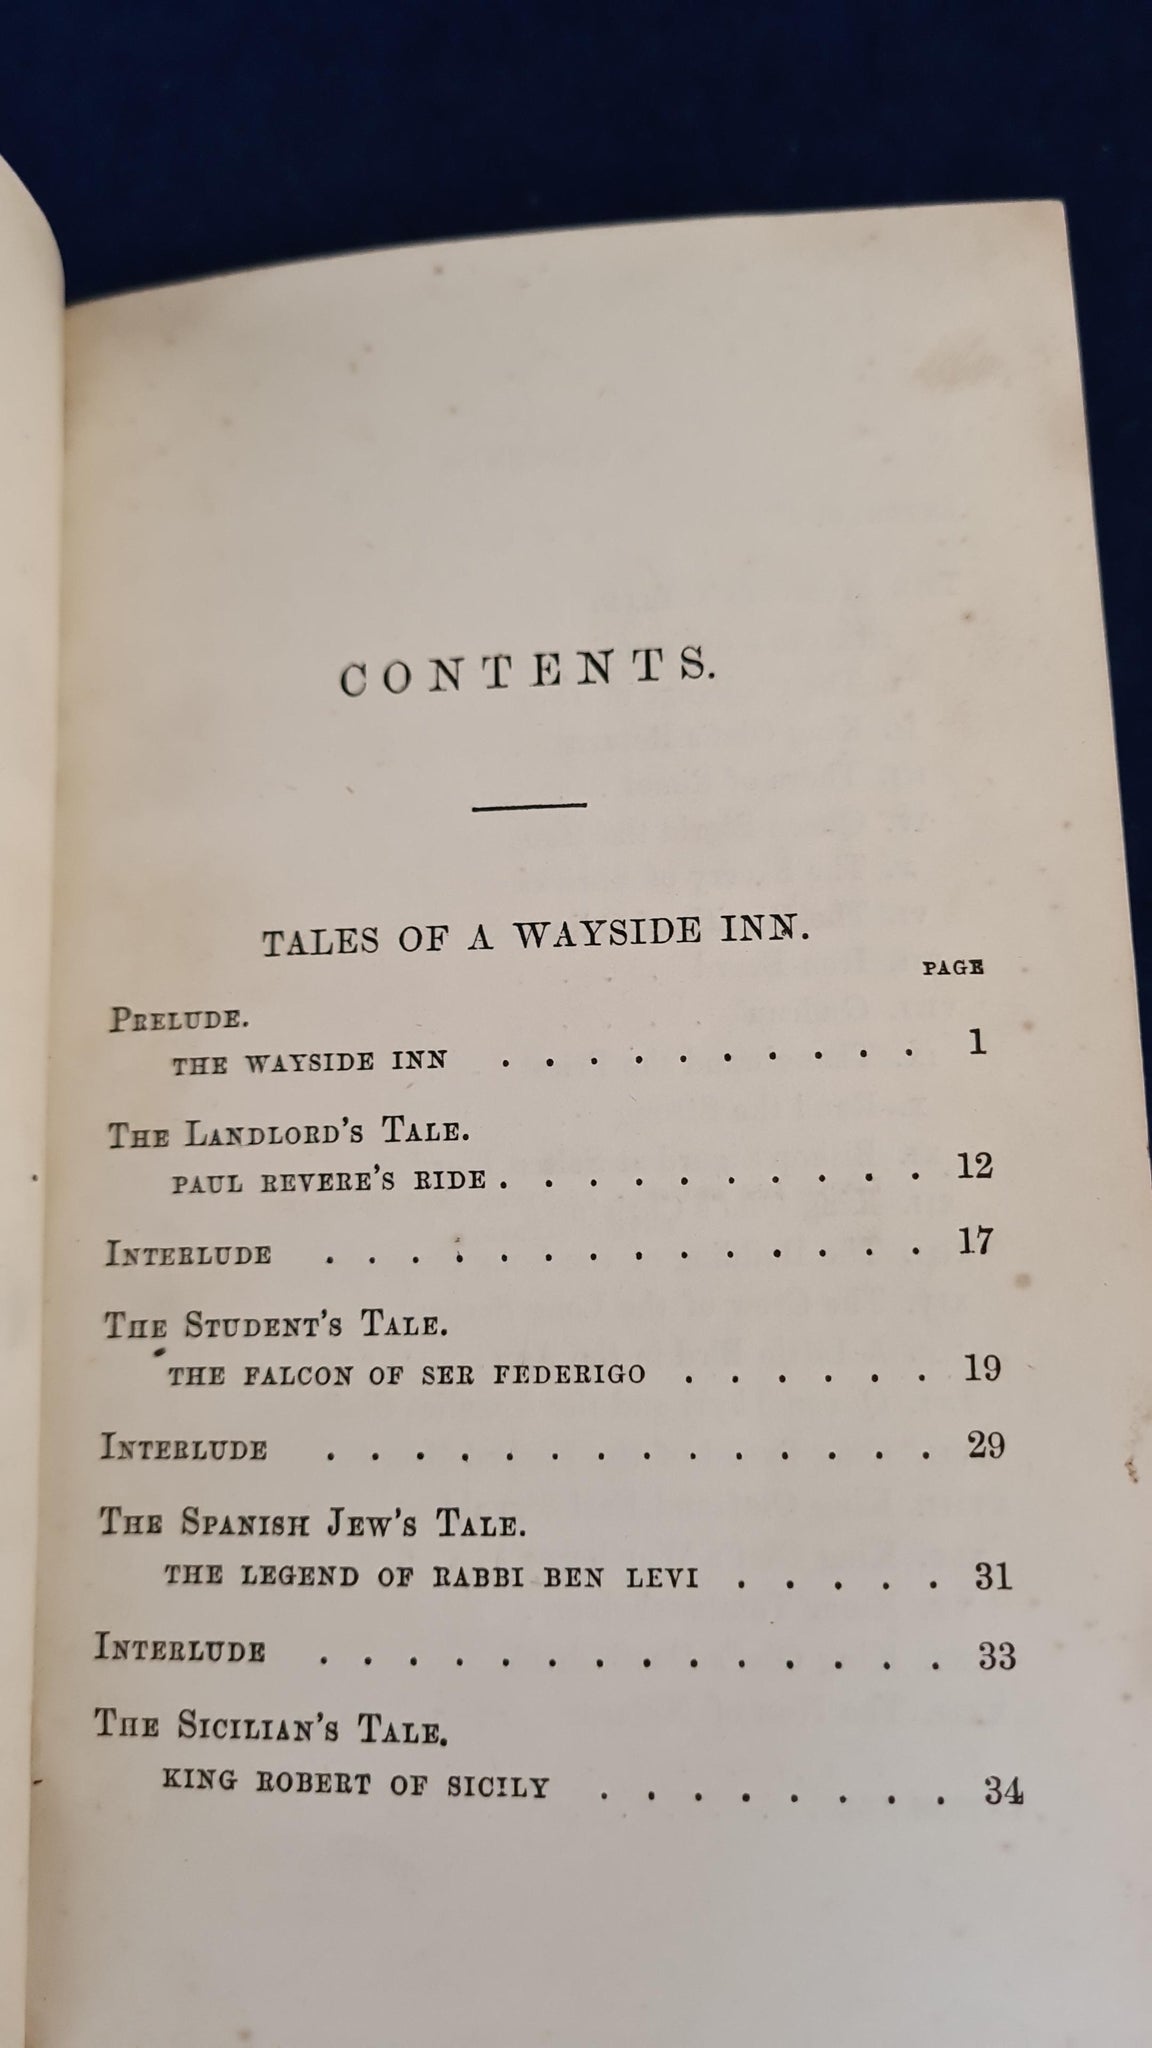 CONTENTS.
TALES OF A WAYSIDE INN.
PAGE
PRELUDE.
THE WAYSIDE INN . . . . . . . . . . 1
THE LANDLORD'S TALE.
PAUL REVERE'S RIDE . . . . . . . . . . 12
INTERLUDE . . . . . . . . . . . . . . 17
THE STUDENT'S TALE.
THE FALCON OF SER FEDERIGO . . . . . . 19
INTERLUDE . . . . . . . . . . . . . . 29
THE SPANISH JEW'S TALE.
THE LEGEND OF RABBI BEN LEVI . . . . . 31
INTERLUDE . . . . . . . . . . . . . . 33
THE SICILIAN'S TALE.
KING ROBERT OF SICILY . . . . . . . . 34